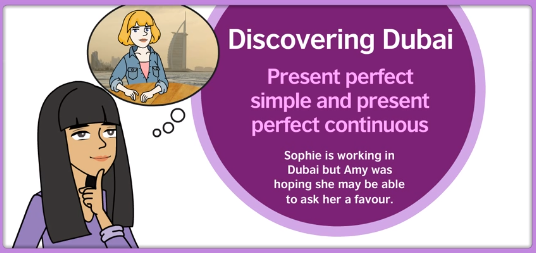 Discovering Dubai
Present perfect
simple and present
perfect continuous
Sophie is working in
Dubai but Amy was
hoping she may be able
to ask her a favour.